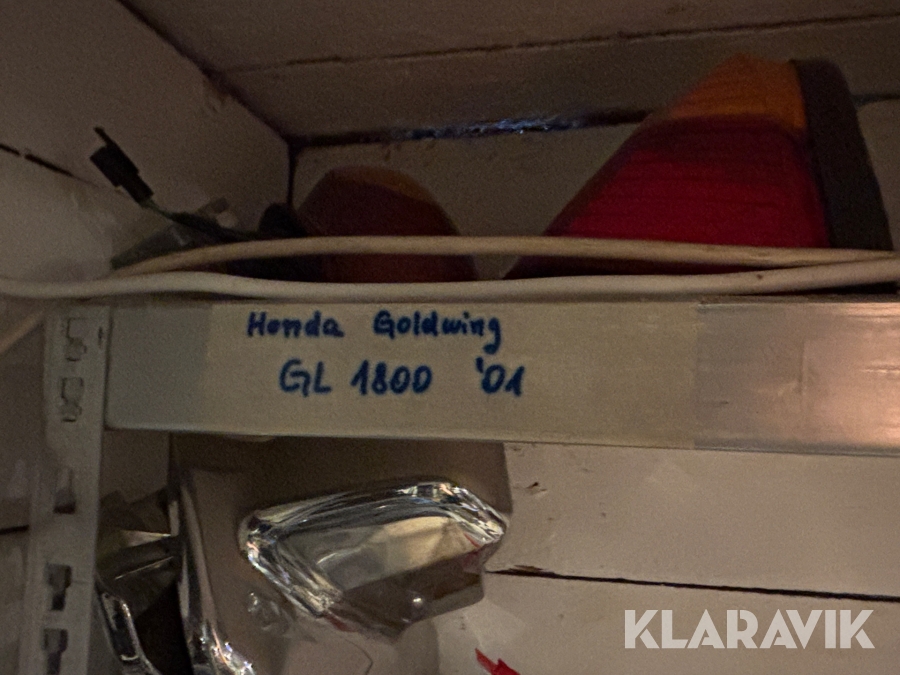 Honda Goldwing
GL 1800 '01
KLARAVIK